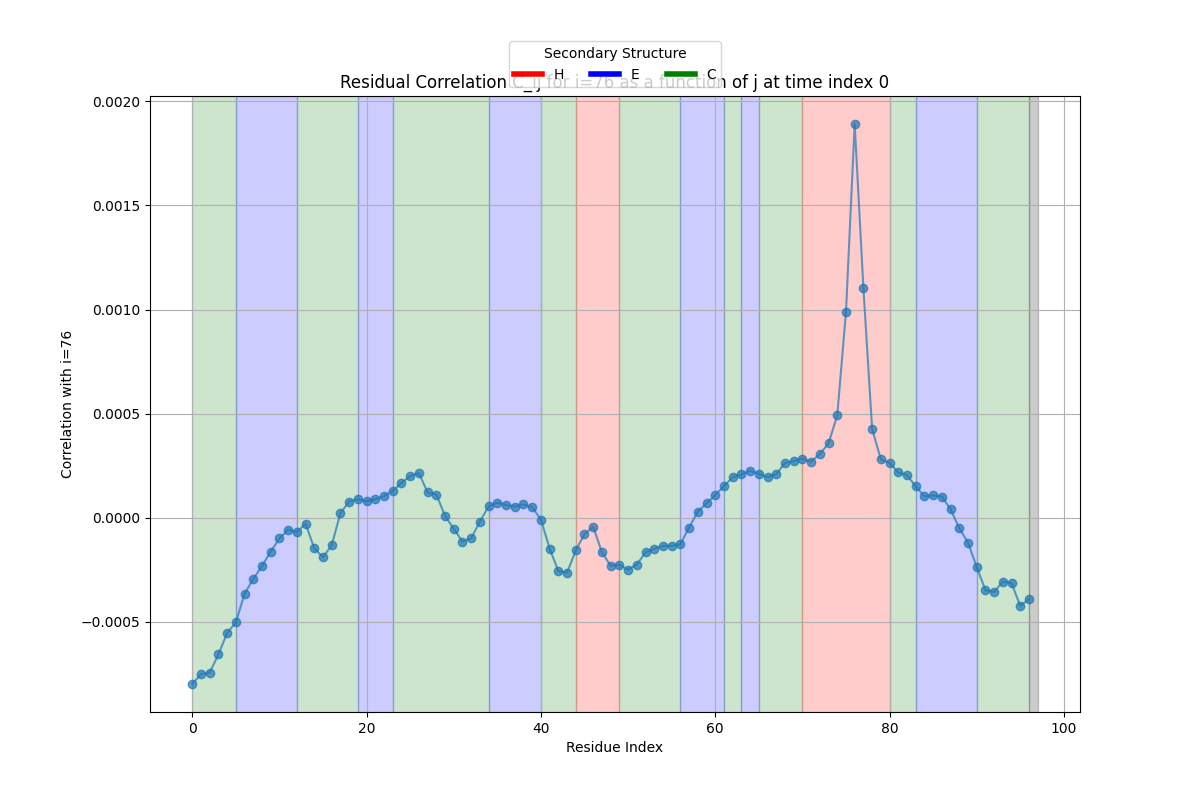 Secondary Structure
H E C
Residual Correlation C_ij for i=76 as a function of j at time index 0
0.0020
0.0015
0.0010
0.0005
0.0000
−0.0005
Correlation with i=76
0 20 40 60 80 100
Residue Index